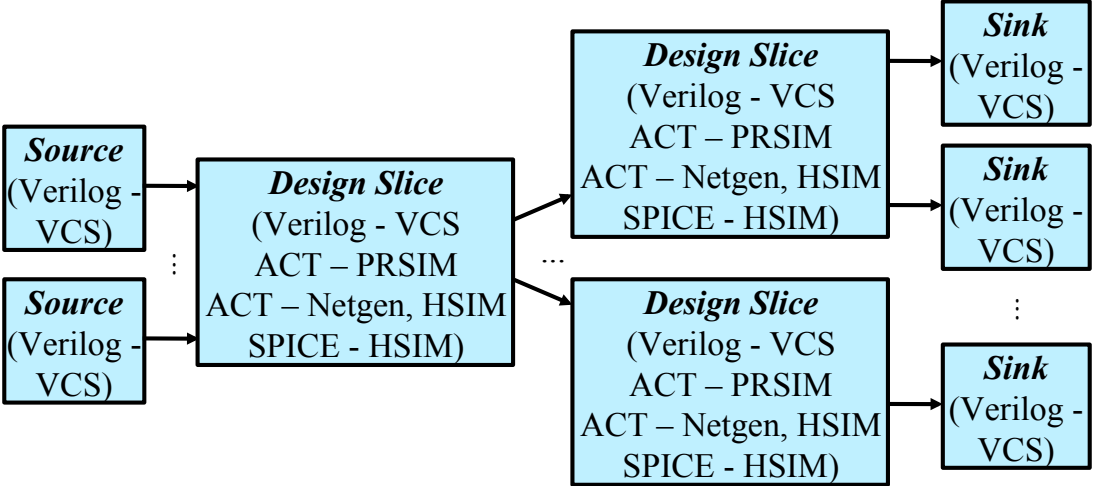 Source
(Verilog -
VCS)
⋮
Source
(Verilog -
VCS)
Design Slice
(Verilog - VCS
ACT – PRSIM
ACT – Netgen, HSIM
SPICE - HSIM)
...
Design Slice
(Verilog - VCS
ACT – PRSIM
ACT – Netgen, HSIM
SPICE - HSIM)
Design Slice
(Verilog - VCS
ACT – PRSIM
ACT – Netgen, HSIM
SPICE - HSIM)
Sink
(Verilog -
VCS)
Sink
(Verilog -
VCS)
⋮
Sink
(Verilog -
VCS)